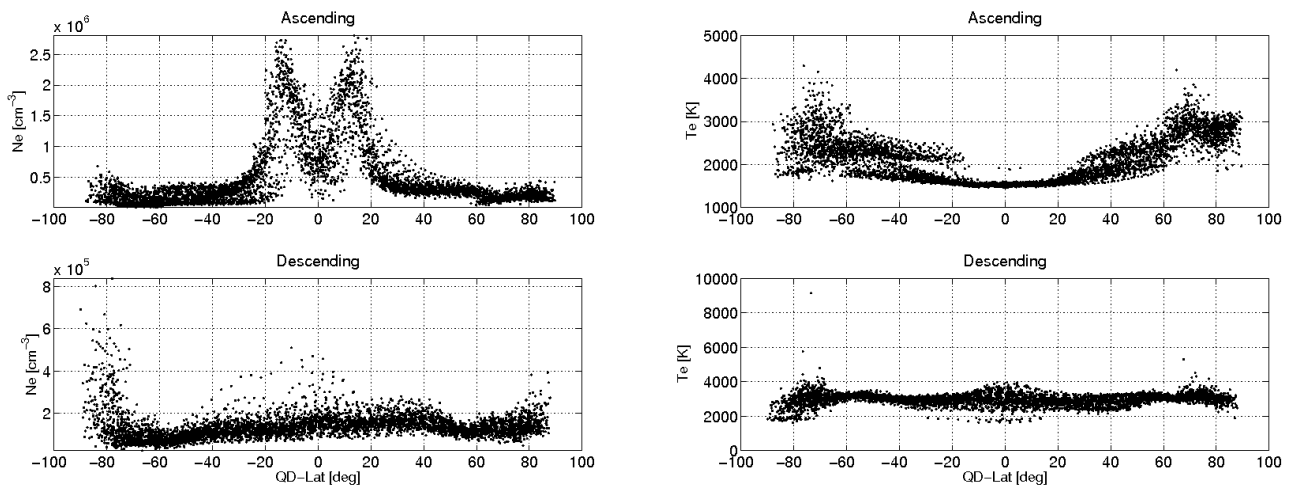 Ascending
x 10^6
Ne [cm^-3]
2.5
2
1.5
1
0.5
−100 −80 −60 −40 −20 0 20 40 60 80 100
Ascending
Te [K]
5000
4000
3000
2000
1000
−100 −80 −60 −40 −20 0 20 40 60 80 100
Descending
x 10^5
Ne [cm^-3]
8
6
4
2
−100 −80 −60 −40 −20 0 20 40 60 80 100
QD−Lat [deg]
Descending
Te [K]
10000
8000
6000
4000
2000
0
−100 −80 −60 −40 −20 0 20 40 60 80 100
QD−Lat [deg]